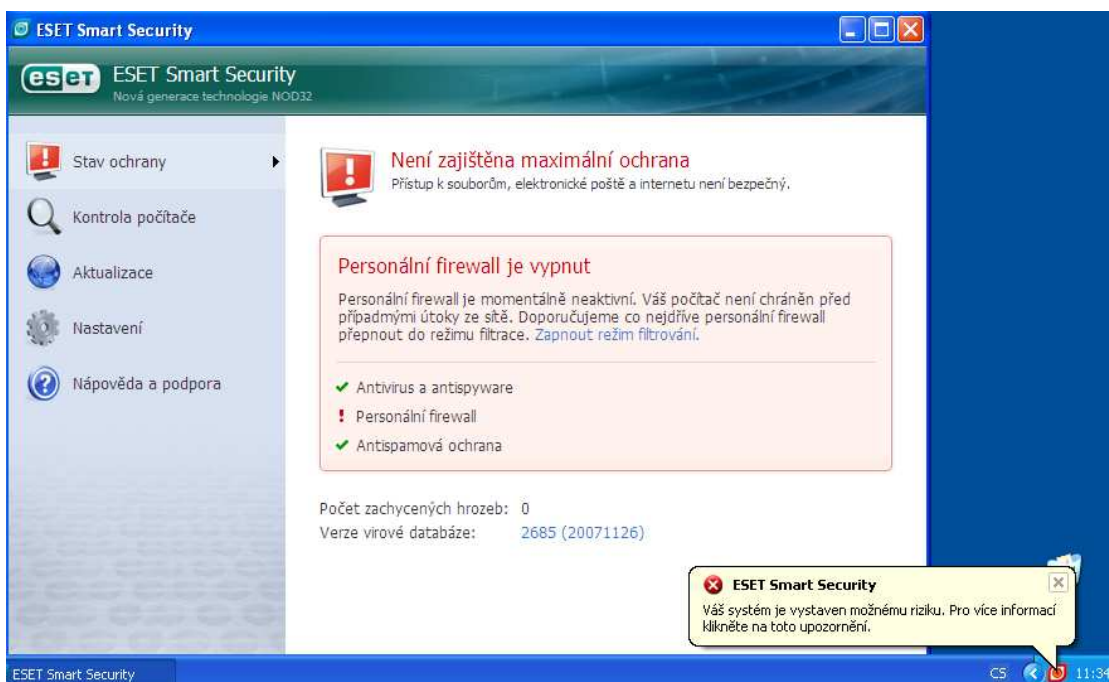 ESET Smart Security
eset ESET Smart Security
Nová generace technologie NOD32
Stav ochrany
Kontrola počítače
Aktualizace
Nastavení
Nápověda a podpora
Není zajištěna maximální ochrana
Přístup k souborům, elektronické poště a internetu není bezpečný.
Personální firewall je vypnut
Personální firewall je momentálně neaktivní. Váš počítač není chráněn před
případnými útoky ze sítě. Doporučujeme co nejdříve personální firewall
přepnout do režimu filtrace. Zapnout režim filtrování.
Antivirus a antispyware
Personální firewall
Antispamová ochrana
Počet zachycených hrozeb: 0
Verze virové databáze: 2685 (20071126)
ESET Smart Security
Váš systém je vystaven možnému riziku. Pro více informací
klikněte na toto upozornění.
ESET Smart Security
CS 11:34